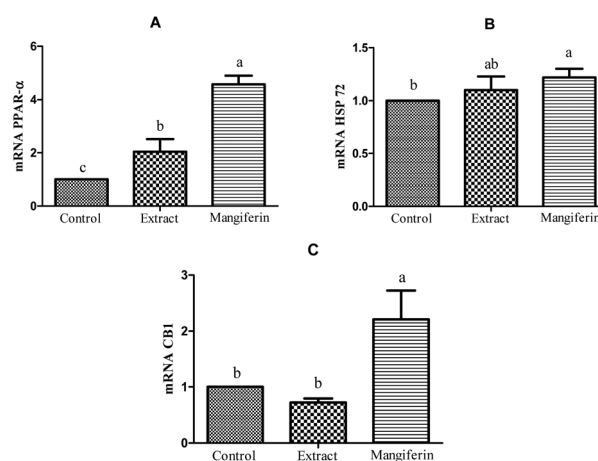 A
mRNA PPAR-α
6
4
2
0
c
b
a
Control Extract Mangiferin
B
mRNA HSP 72
1.5
1.0
0.5
0.0
b
ab
a
Control Extract Mangiferin
C
mRNA CB1
3
2
1
0
b
b
a
Control Extract Mangiferin